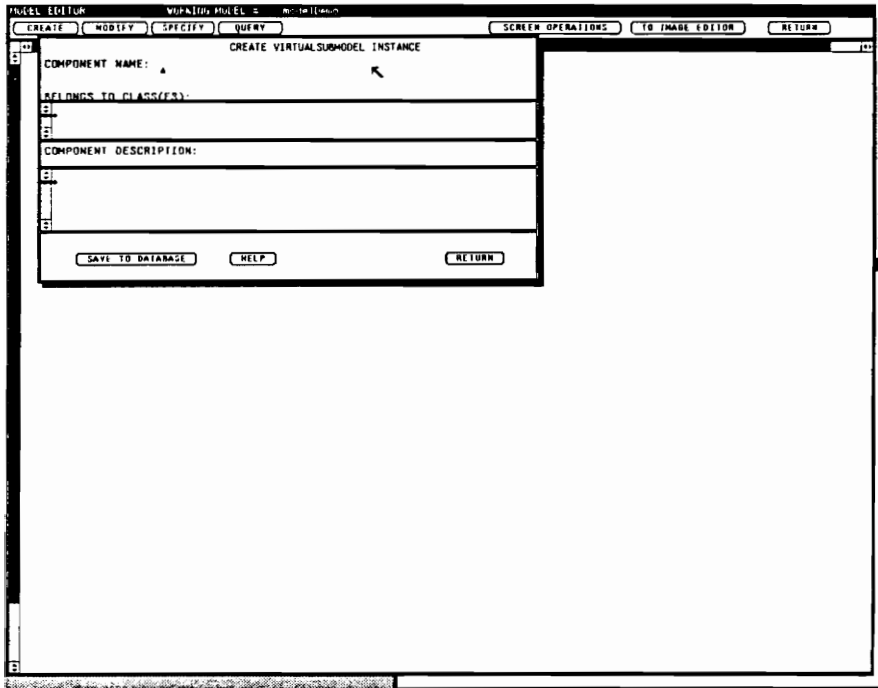 MODEL EDITOR WORKING MODEL = modelDemo
CREATE MODIFY SPECIFY QUERY SCREEN OPERATIONS TO IMAGE EDITOR RETURN
CREATE VIRTUALSUBMODEL INSTANCE
COMPONENT NAME:
BELONGS TO CLASS(ES):
COMPONENT DESCRIPTION:
SAVE TO DATABASE HELP RETURN